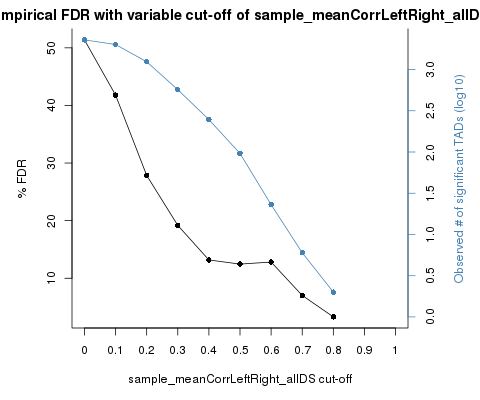 mpirical FDR with variable cut-off of sample_meanCorrLeftRight_allD
50
40
30
20
10
% FDR
3.0
2.5
2.0
1.5
1.0
0.5
0.0
Observed # of significant TADs (log10)
0 0.1 0.2 0.3 0.4 0.5 0.6 0.7 0.8 0.9 1
sample_meanCorrLeftRight_allDS cut-off